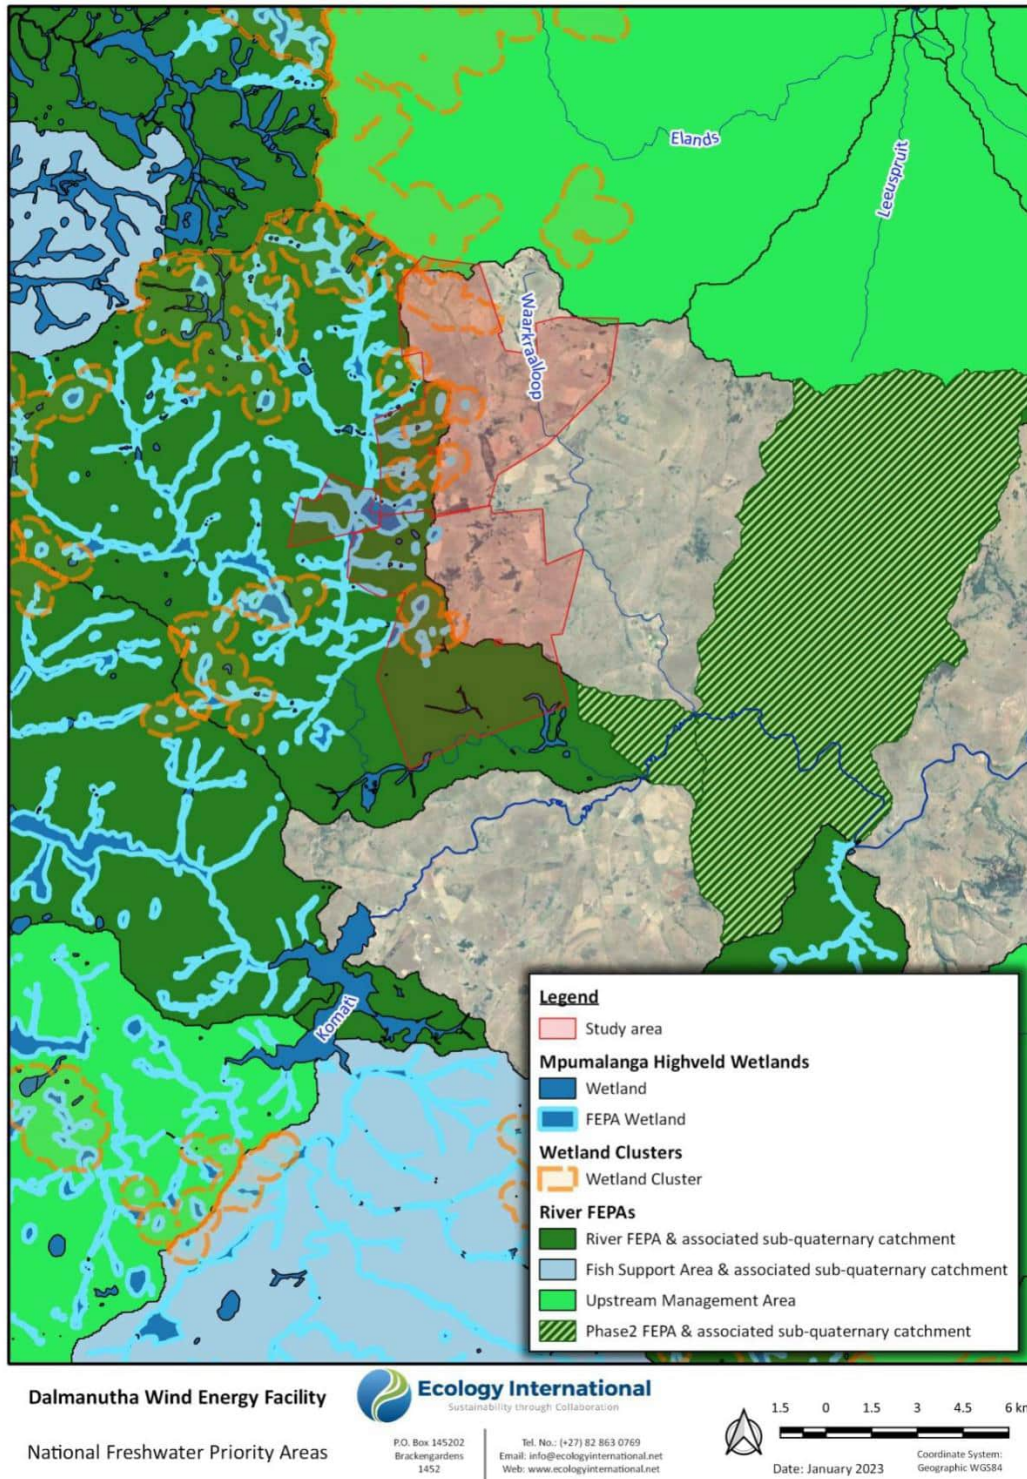 Elands
Leeuspruit
Waarkraalloop
Komati
Legend
Study area
Mpumalanga Highveld Wetlands
Wetland
FEPA Wetland
Wetland Clusters
Wetland Cluster
River FEPAs
River FEPA & associated sub-quaternary catchment
Fish Support Area & associated sub-quaternary catchment
Upstream Management Area
Phase2 FEPA & associated sub-quaternary catchment
Dalmanutha Wind Energy Facility
National Freshwater Priority Areas
Ecology International
Sustainability through Collaboration
P.O. Box 145202
Brackengardens
1452
Tel. No.: (+27) 82 863 0769
Email: info@ecologyinternational.net
Web: www.ecologyinternational.net
1.5 0 1.5 3 4.5 6 km
Date: January 2023
Coordinate System:
Geographic WGS84